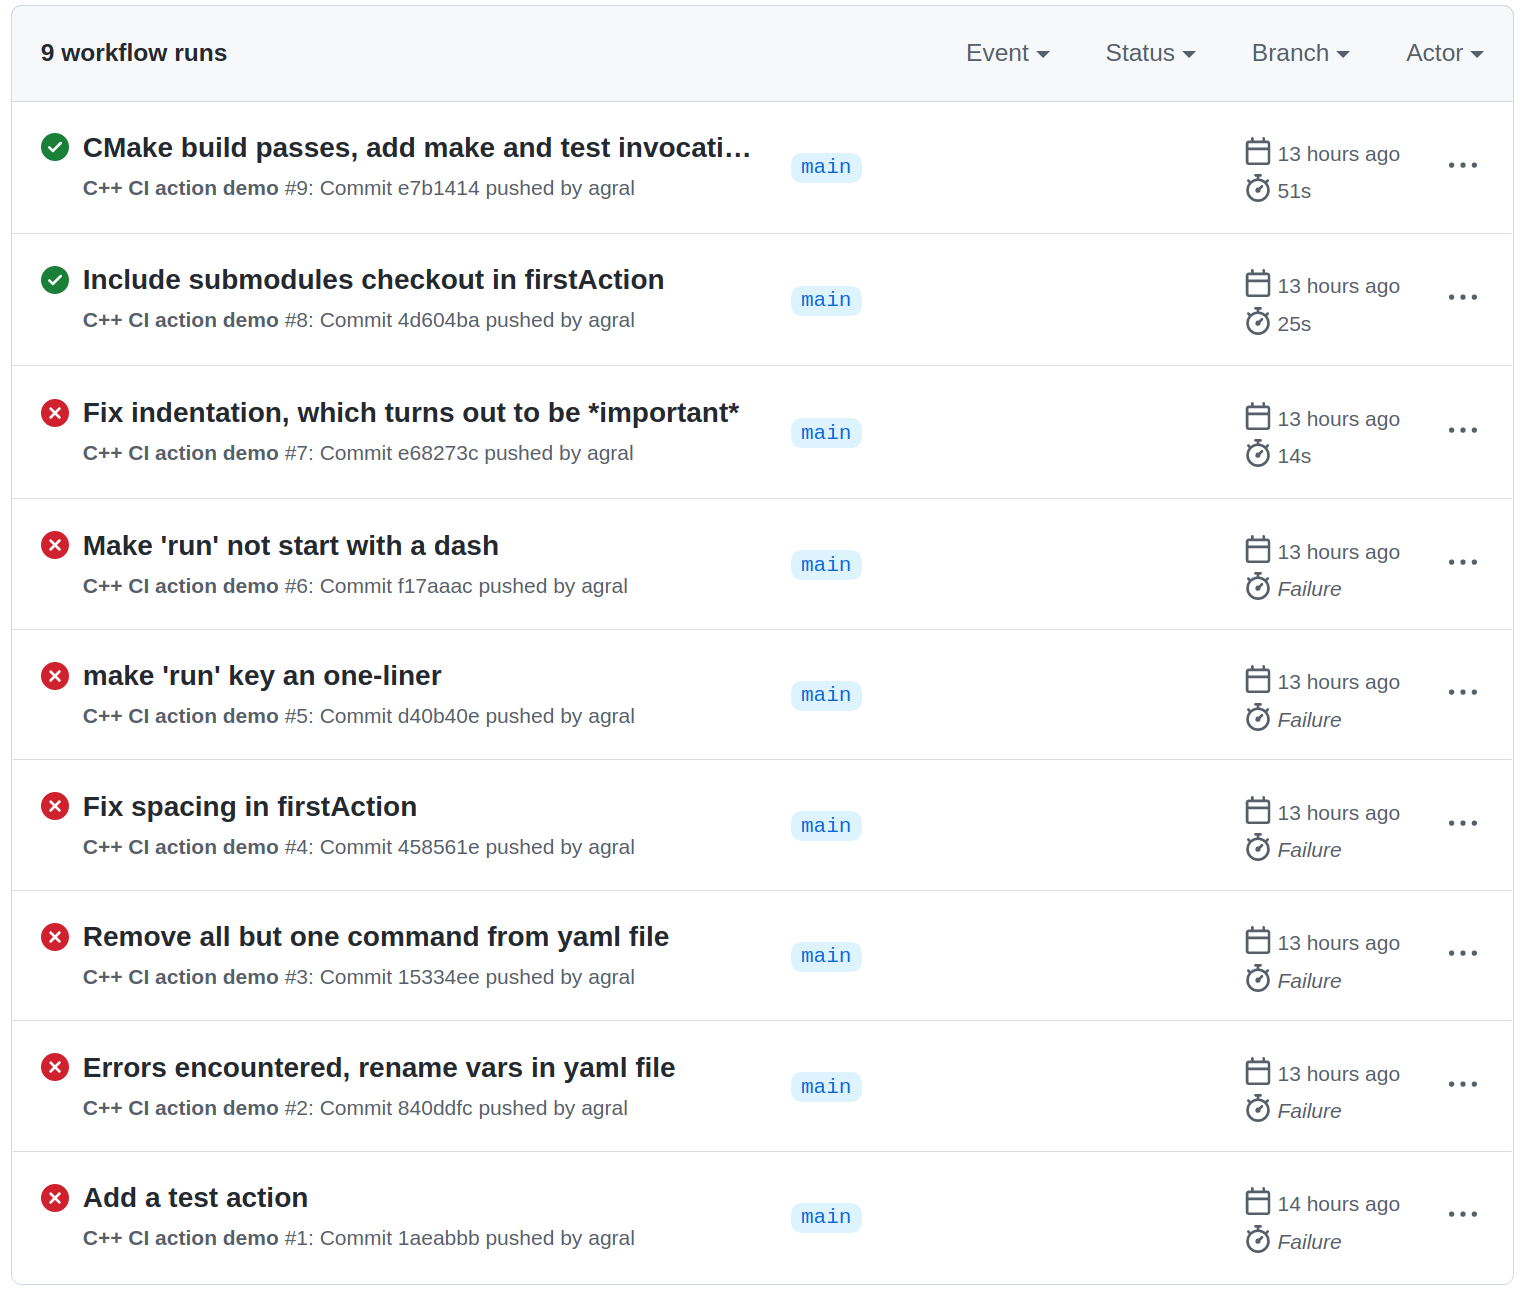 9 workflow runs Event Status Branch Actor
CMake build passes, add make and test invocati…
C++ CI action demo #9: Commit e7b1414 pushed by agral
main
13 hours ago
51s
Include submodules checkout in firstAction
C++ CI action demo #8: Commit 4d604ba pushed by agral
main
13 hours ago
25s
Fix indentation, which turns out to be *important*
C++ CI action demo #7: Commit e68273c pushed by agral
main
13 hours ago
14s
Make 'run' not start with a dash
C++ CI action demo #6: Commit f17aaac pushed by agral
main
13 hours ago
Failure
make 'run' key an one-liner
C++ CI action demo #5: Commit d40b40e pushed by agral
main
13 hours ago
Failure
Fix spacing in firstAction
C++ CI action demo #4: Commit 458561e pushed by agral
main
13 hours ago
Failure
Remove all but one command from yaml file
C++ CI action demo #3: Commit 15334ee pushed by agral
main
13 hours ago
Failure
Errors encountered, rename vars in yaml file
C++ CI action demo #2: Commit 840ddfc pushed by agral
main
13 hours ago
Failure
Add a test action
C++ CI action demo #1: Commit 1aeabbb pushed by agral
main
14 hours ago
Failure